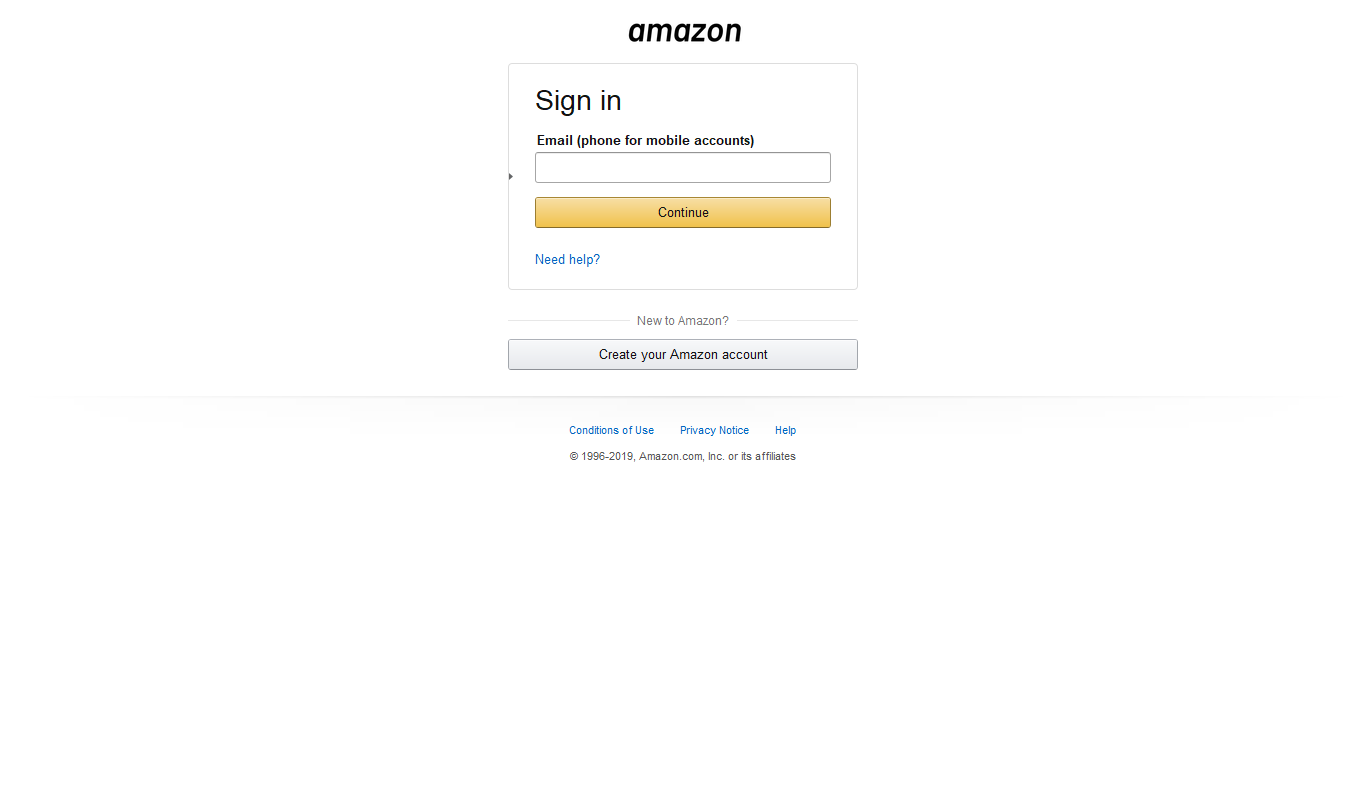 amazon
Sign in
Email (phone for mobile accounts)
Continue
Need help?
New to Amazon?
Create your Amazon account
Conditions of Use Privacy Notice Help
© 1996-2019, Amazon.com, Inc. or its affiliates